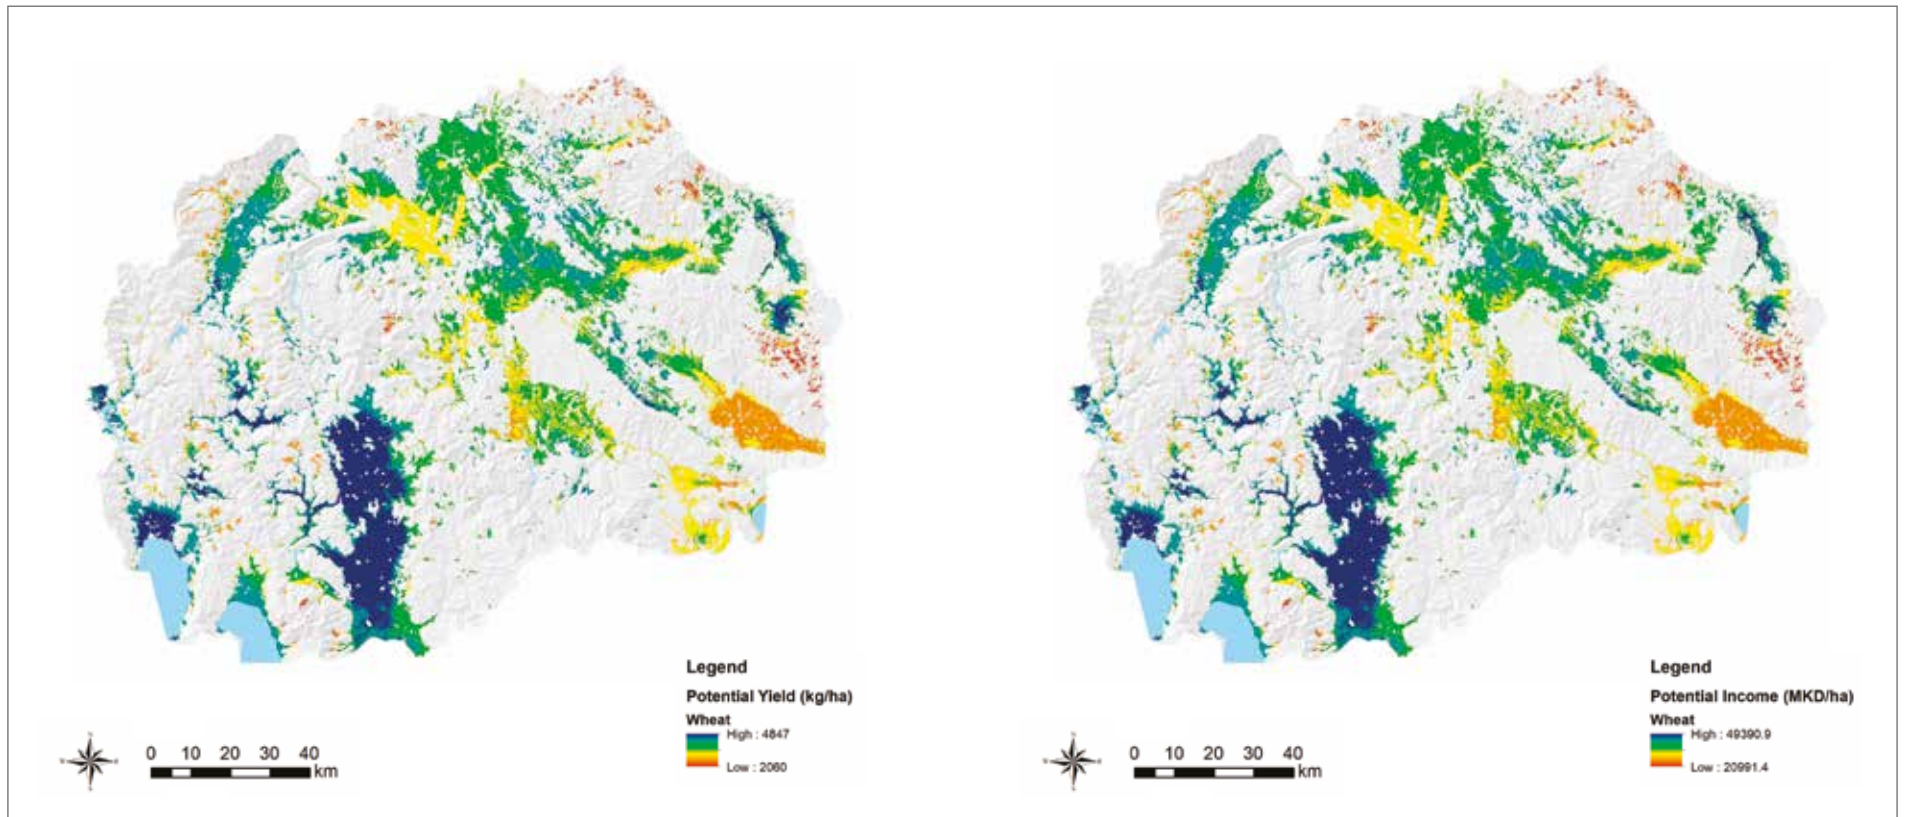 Legend
Potential Yield (kg/ha)
Wheat
High : 4847
Low : 2060
0 10 20 30 40
km
Legend
Potential Income (MKD/ha)
Wheat
High : 49390.9
Low : 20991.4
0 10 20 30 40
km